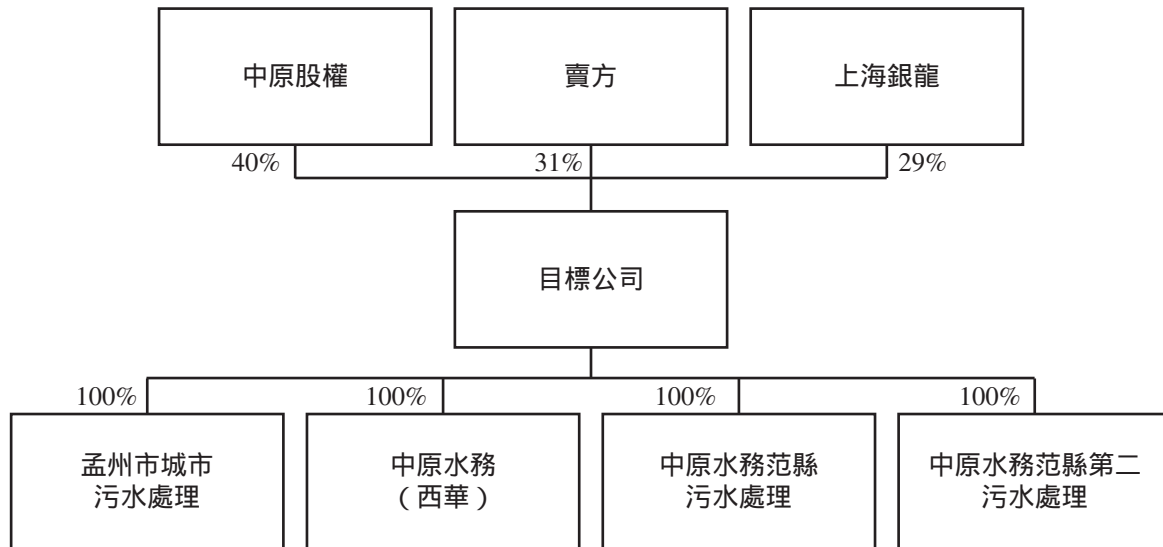 中原股權
賣方
上海銀龍
40%
31%
29%
目標公司
100%
100%
100%
100%
孟州市城市
污水處理
中原水務
（西華）
中原水務范縣
污水處理
中原水務范縣第二
污水處理